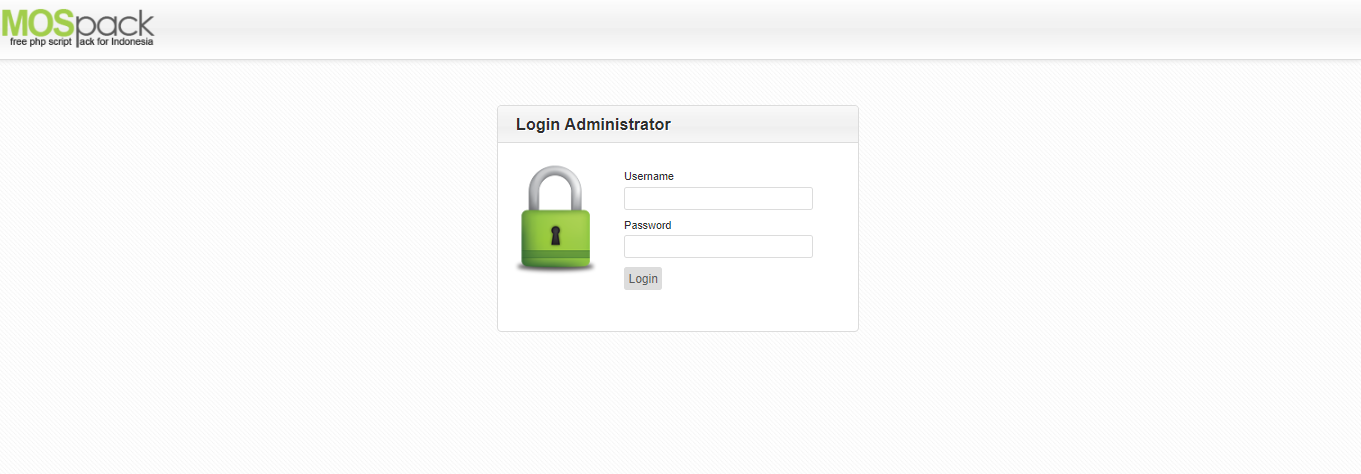 MOSpack
free php script pack for Indonesia
Login Administrator
Username
Password
Login